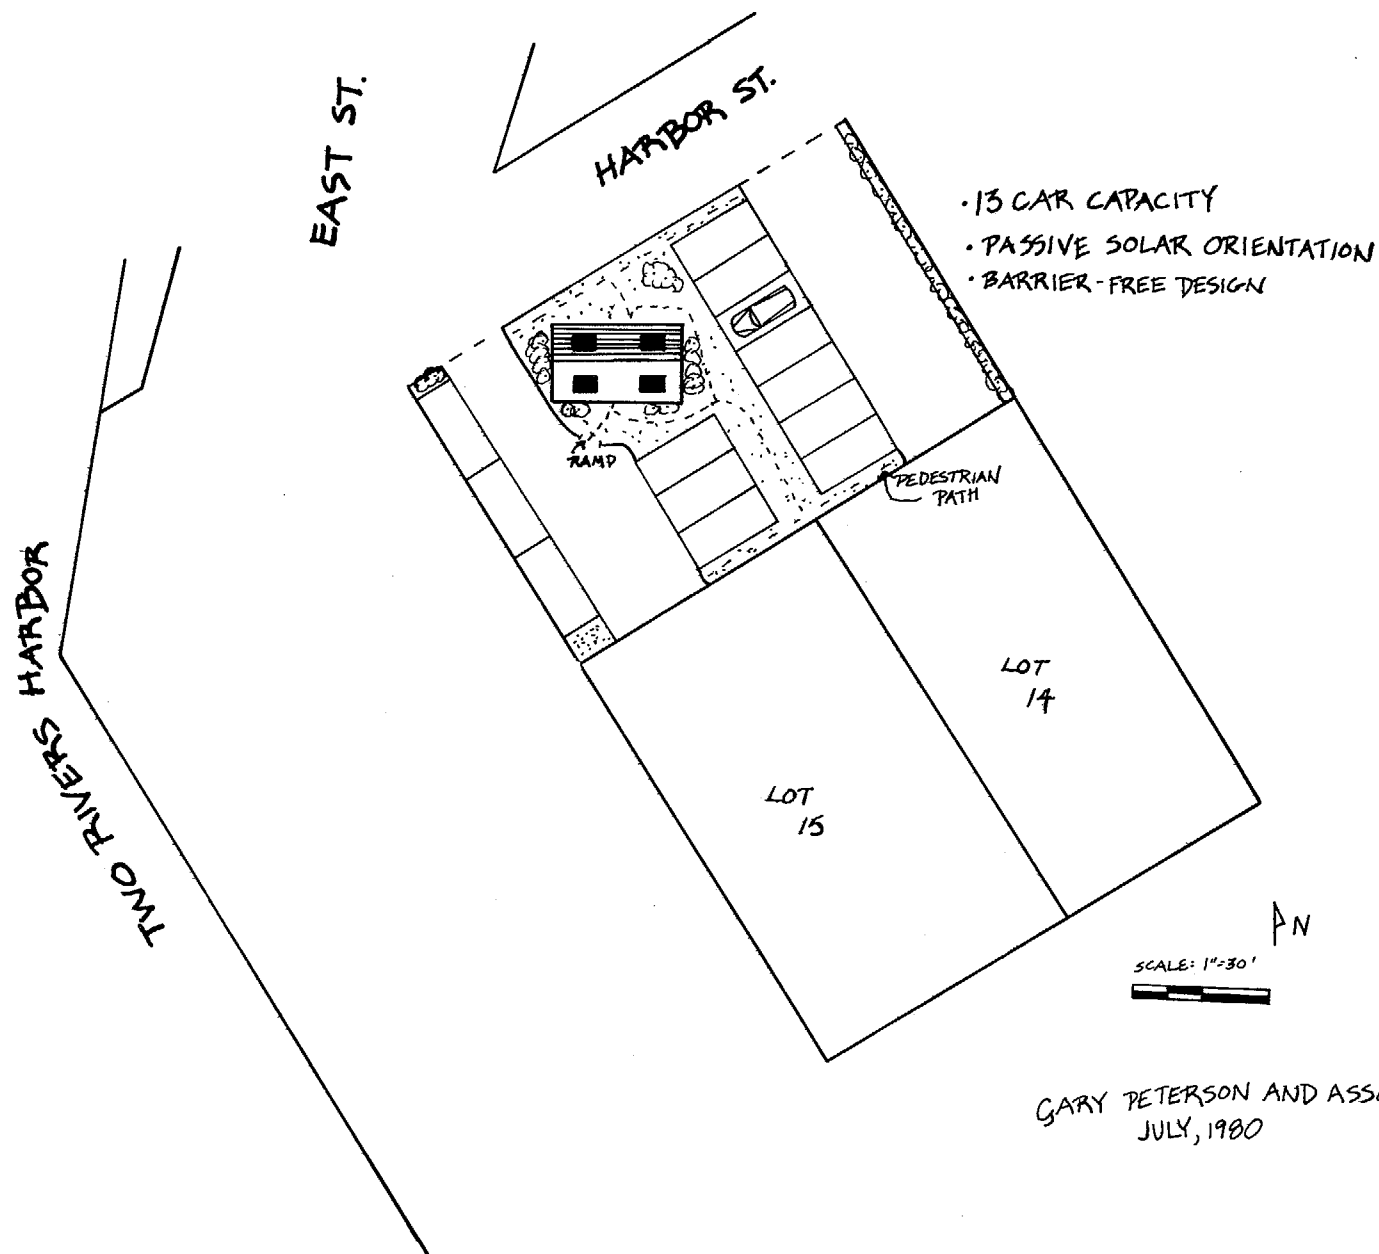 EAST ST.
HARBOR ST.
· 13 CAR CAPACITY
· PASSIVE SOLAR ORIENTATION
· BARRIER-FREE DESIGN
RAMP
PEDESTRIAN
PATH
TWO RIVERS HARBOR
LOT
14
LOT
15
N
SCALE: 1"=30'
GARY PETERSON AND ASS
JULY, 1980